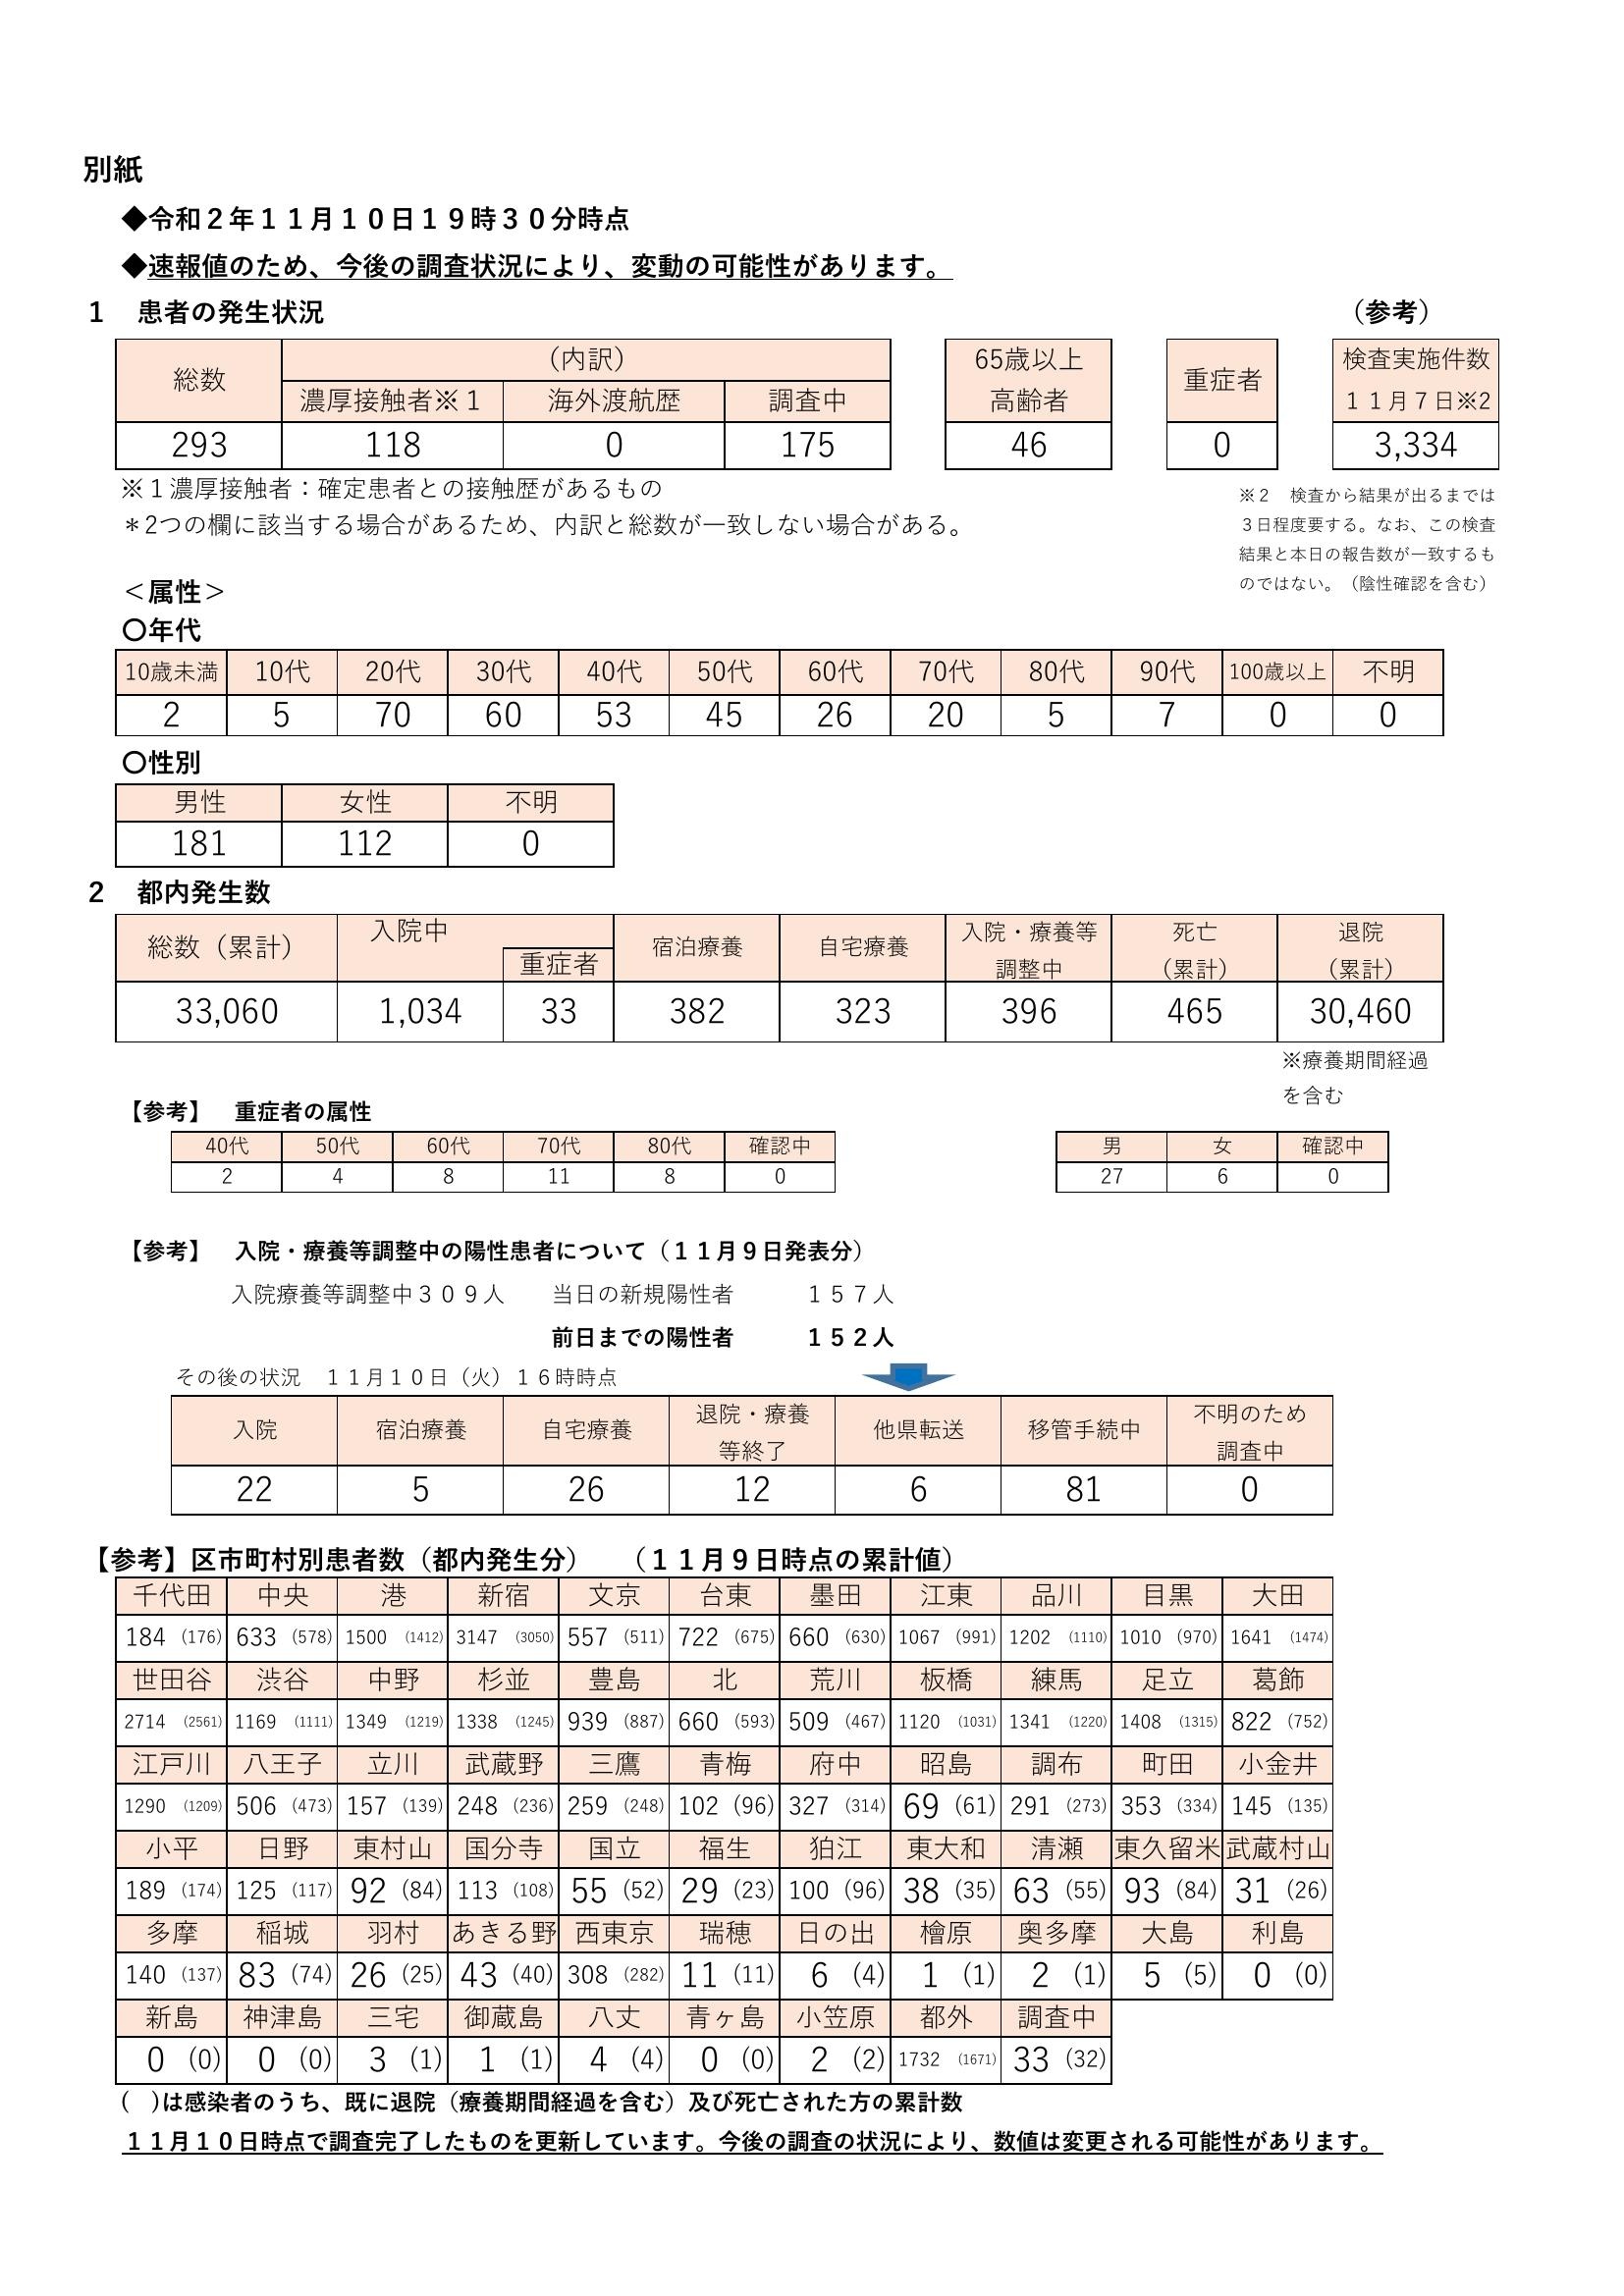 別紙
◆令和２年１１月１０日１９時３０分時点
◆速報値のため、今後の調査状況により、変動の可能性があります。
１　患者の発生状況
（参考）
総数 （内訳） 65歳以上 重症者 検査実施件数
濃厚接触者※１ 海外渡航歴 調査中 高齢者 １１月７日※2
293 118 0 175 46 0 3,334
※１濃厚接触者：確定患者との接触歴があるもの
＊2つの欄に該当する場合があるため、内訳と総数が一致しない場合がある。
※２　検査から結果が出るまでは
３日程度要する。なお、この検査
結果と本日の報告数が一致するも
のではない。（陰性確認を含む）
＜属性＞
〇年代
10歳未満 10代 20代 30代 40代 50代 60代 70代 80代 90代 100歳以上 不明
2 5 70 60 53 45 26 20 5 7 0 0
〇性別
男性 女性 不明
181 112 0
２　都内発生数
総数（累計） 入院中 宿泊療養 自宅療養 入院・療養等 死亡 退院
重症者 調整中 （累計） （累計）
33,060 1,034 33 382 323 396 465 30,460
※療養期間経過
を含む
【参考】　重症者の属性
40代 50代 60代 70代 80代 確認中 男 女 確認中
2 4 8 11 8 0 27 6 0
【参考】　入院・療養等調整中の陽性患者について（１１月９日発表分）
入院療養等調整中３０９人　当日の新規陽性者　１５７人
前日までの陽性者　１５２人
その後の状況　１１月１０日（火）１６時時点
入院 宿泊療養 自宅療養 退院・療養 他県転送 移管手続中 不明のため
等終了 調査中
22 5 26 12 6 81 0
【参考】区市町村別患者数（都内発生分）　（１１月９日時点の累計値）
千代田 中央 港 新宿 文京 台東 墨田 江東 品川 目黒 大田
184 (176) 633 (578) 1500 (1412) 3147 (3050) 557 (511) 722 (675) 660 (630) 1067 (991) 1202 (1110) 1010 (970) 1641 (1474)
世田谷 渋谷 中野 杉並 豊島 北 荒川 板橋 練馬 足立 葛飾
2714 (2561) 1169 (1111) 1349 (1219) 1338 (1245) 939 (887) 660 (593) 509 (467) 1120 (1031) 1341 (1220) 1408 (1315) 822 (752)
江戸川 八王子 立川 武蔵野 三鷹 青梅 府中 昭島 調布 町田 小金井
1290 (1209) 506 (473) 157 (139) 248 (236) 259 (248) 102 (96) 327 (314) 69 (61) 291 (273) 353 (334) 145 (135)
小平 日野 東村山 国分寺 国立 福生 狛江 東大和 清瀬 東久留米 武蔵村山
189 (174) 125 (117) 92 (84) 113 (108) 55 (52) 29 (23) 100 (96) 38 (35) 63 (55) 93 (84) 31 (26)
多摩 稲城 羽村 あきる野 西東京 瑞穂 日の出 檜原 奥多摩 大島 利島
140 (137) 83 (74) 26 (25) 43 (40) 308 (282) 11 (11) 6 (4) 1 (1) 2 (1) 5 (5) 0 (0)
新島 神津島 三宅 御蔵島 八丈 青ヶ島 小笠原 都外 調査中
0 (0) 0 (0) 3 (1) 1 (1) 4 (4) 0 (0) 2 (2) 1732 (1671) 33 (32)
(　)は感染者のうち、既に退院（療養期間経過を含む）及び死亡された方の累計数
１１月１０日時点で調査完了したものを更新しています。今後の調査の状況により、数値は変更される可能性があります。